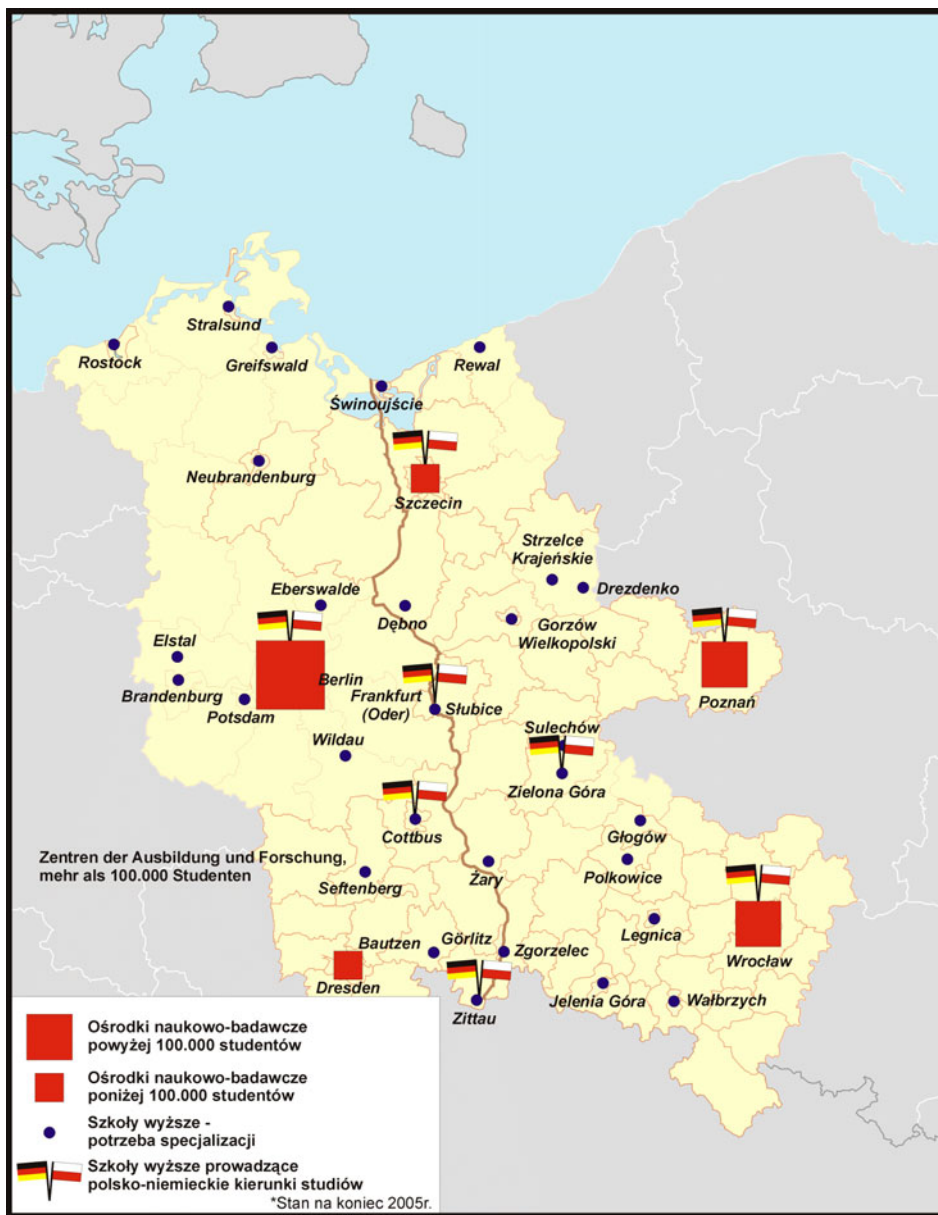 Stralsund
Rostock
Greifswald
Rewal
Świnoujście
Neubrandenburg
Szczecin
Strzelce
Krajeńskie
Eberswalde
Drezdenko
Dębno
Gorzów
Wielkopolski
Elstal
Berlin
Brandenburg
Frankfurt
(Oder)
Słubice
Poznań
Potsdam
Sulechów
Wildau
Zielona Góra
Cottbus
Głogów
Zentren der Ausbildung und Forschung,
mehr als 100.000 Studenten
Seftenberg
Żary
Polkowice
Legnica
Bautzen
Görlitz
Zgorzelec
Wrocław
Dresden
Zittau
Jelenia Góra
Wałbrzych
Ośrodki naukowo-badawcze
powyżej 100.000 studentów
Ośrodki naukowo-badawcze
poniżej 100.000 studentów
Szkoły wyższe -
potrzeba specjalizacji
Szkoły wyższe prowadzące
polsko-niemieckie kierunki studiów
*Stan na koniec 2005r.